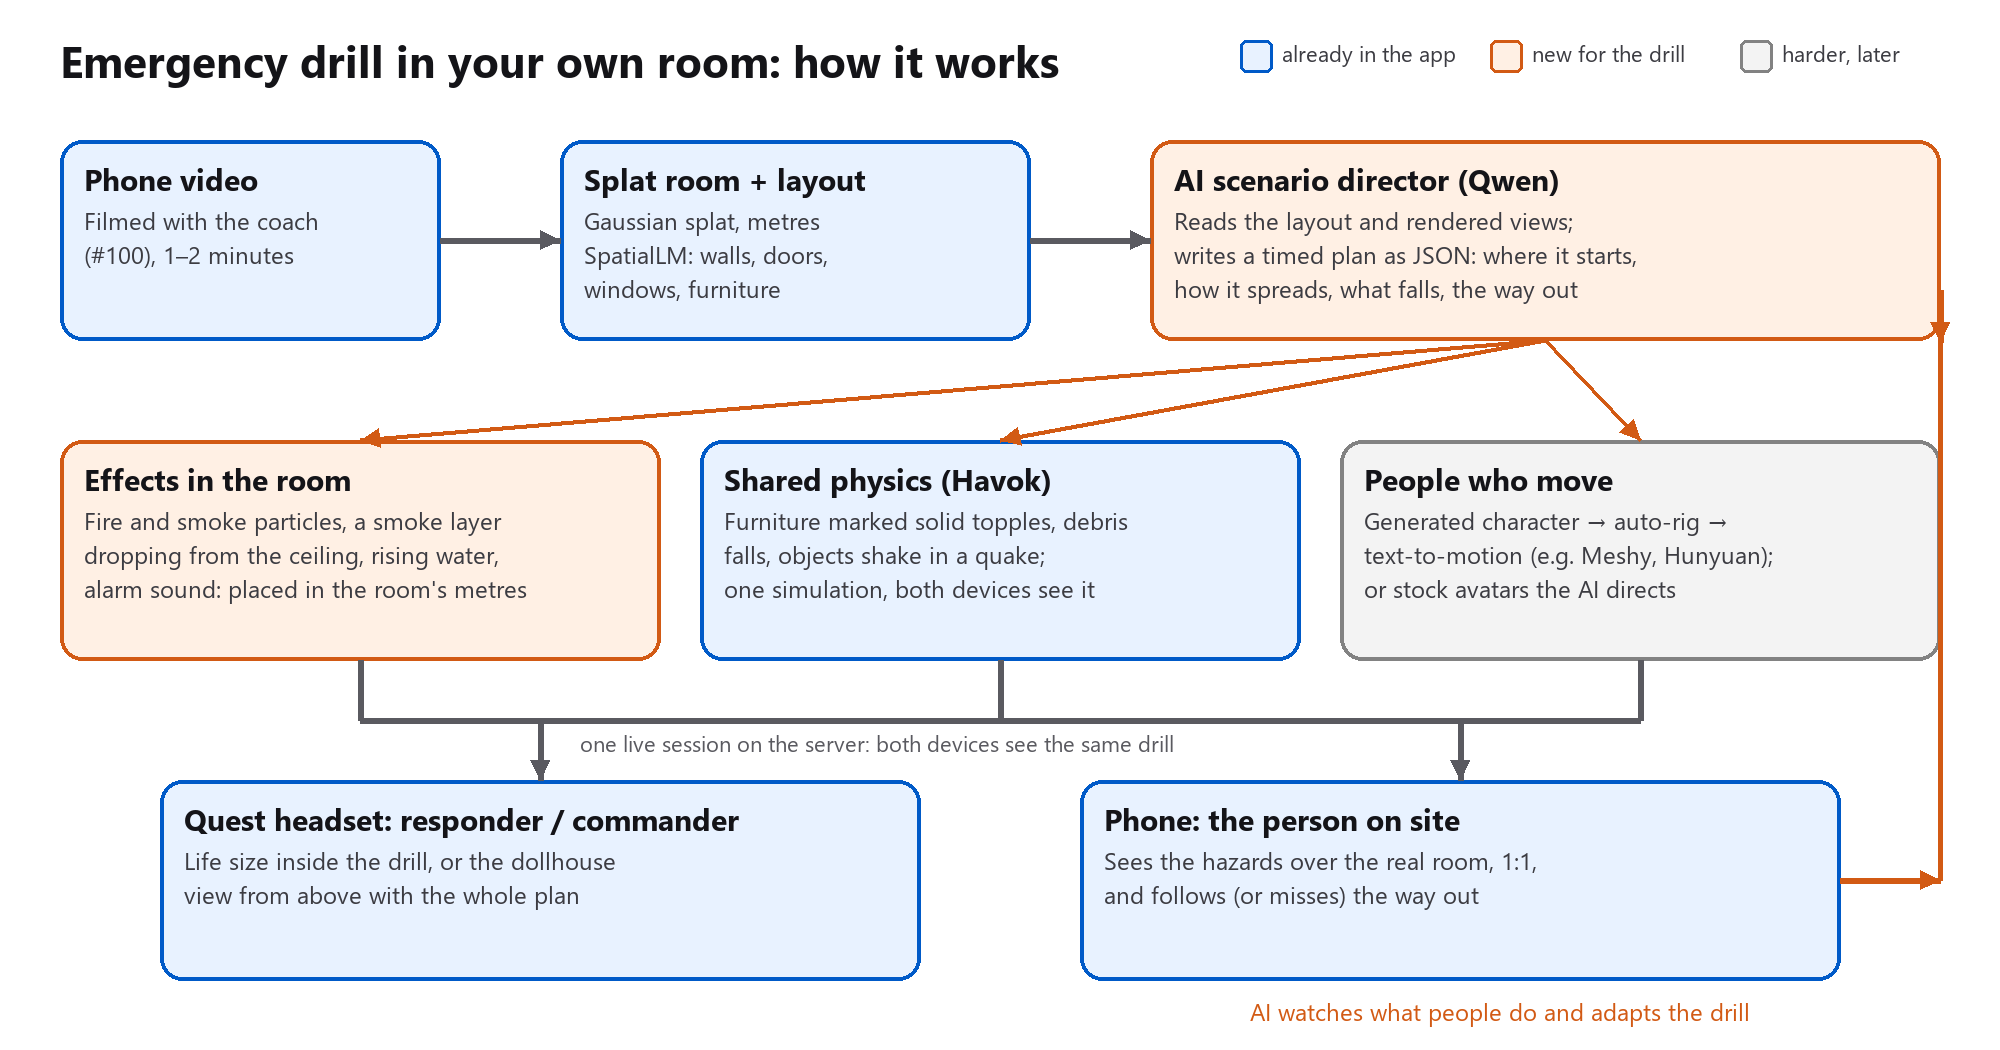 Emergency drill in your own room: how it works
already in the app
new for the drill
harder, later
Phone video
Filmed with the coach
(#100), 1–2 minutes
Splat room + layout
Gaussian splat, metres
SpatialLM: walls, doors,
windows, furniture
AI scenario director (Qwen)
Reads the layout and rendered views;
writes a timed plan as JSON: where it starts,
how it spreads, what falls, the way out
Effects in the room
Fire and smoke particles, a smoke layer
dropping from the ceiling, rising water,
alarm sound: placed in the room's metres
Shared physics (Havok)
Furniture marked solid topples, debris
falls, objects shake in a quake;
one simulation, both devices see it
People who move
Generated character → auto-rig →
text-to-motion (e.g. Meshy, Hunyuan);
or stock avatars the AI directs
one live session on the server: both devices see the same drill
Quest headset: responder / commander
Life size inside the drill, or the dollhouse
view from above with the whole plan
Phone: the person on site
Sees the hazards over the real room, 1:1,
and follows (or misses) the way out
AI watches what people do and adapts the drill